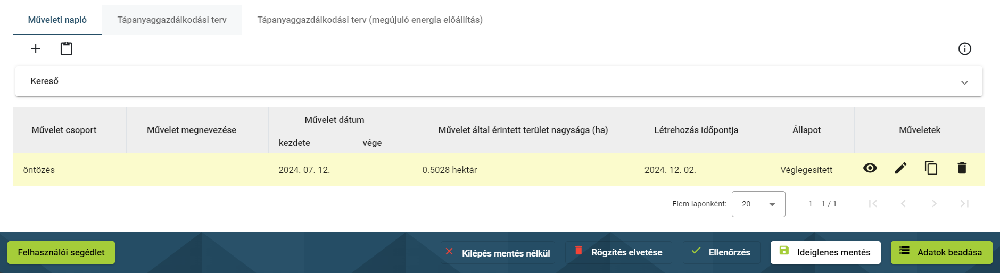 Műveleti napló
Tápanyaggazdálkodási terv
Tápanyaggazdálkodási terv (megújuló energia előállítás)
Kereső
Művelet csoport
Művelet megnevezése
Művelet dátum
kezdete
vége
Művelet által érintett terület nagysága (ha)
Létrehozás időpontja
Állapot
Műveletek
öntözés
2024. 07. 12.
0.5028 hektár
2024. 12. 02.
Véglegesített
Elem laponként:
20
1 – 1 / 1
Felhasználói segédlet
Kilépés mentés nélkül
Rögzítés elvetése
Ellenőrzés
Ideiglenes mentés
Adatok beadása